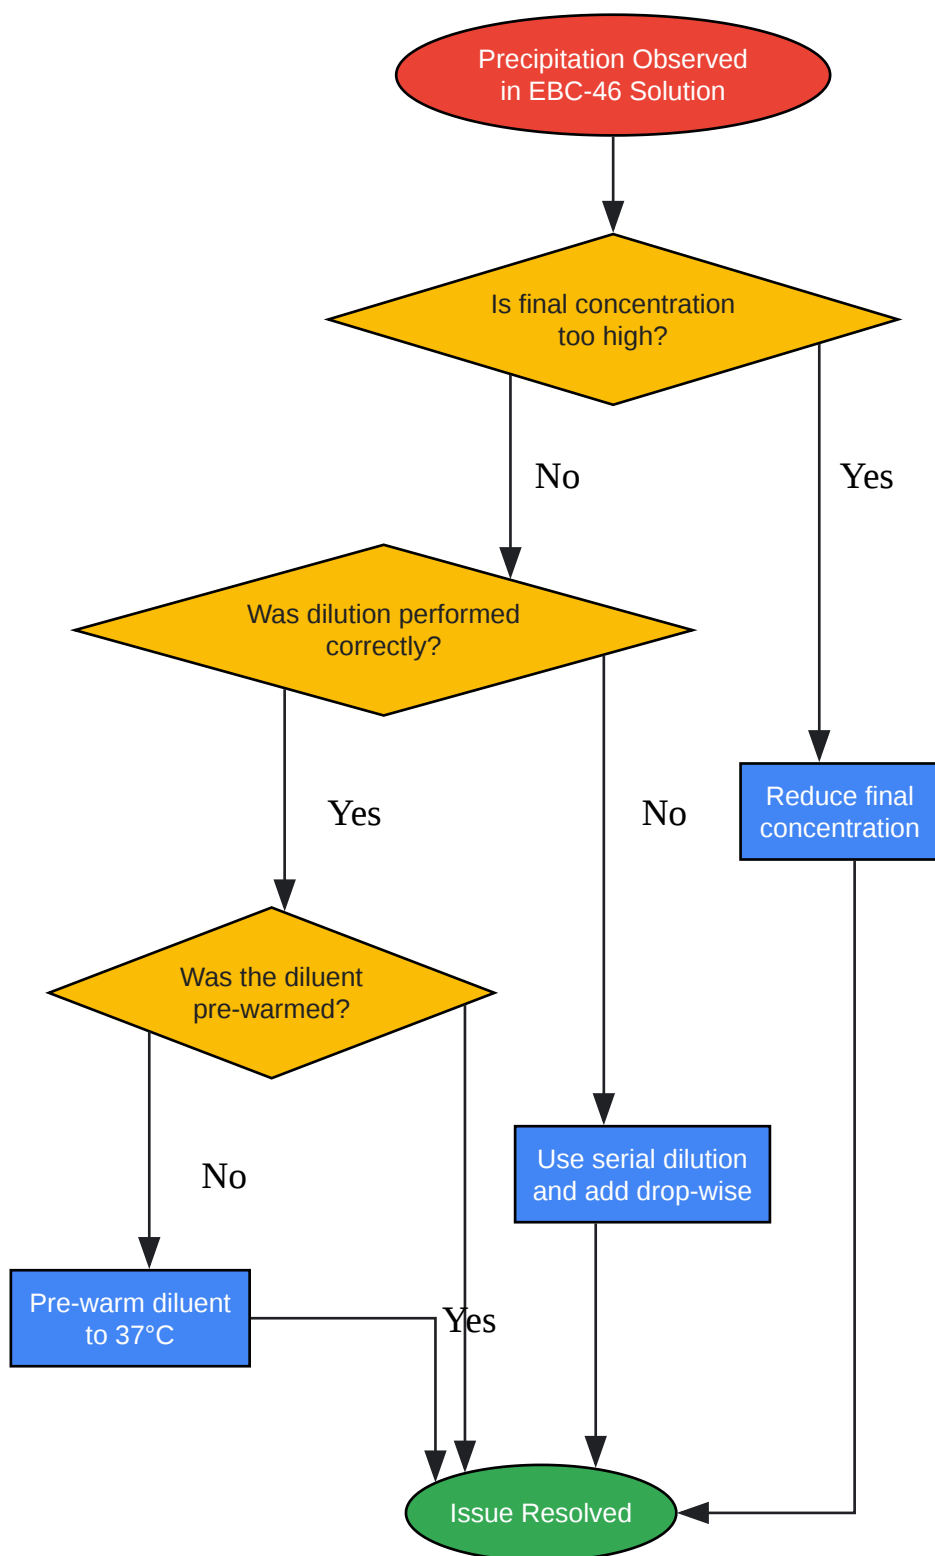 Precipitation Observed
in EBC-46 Solution
Is final concentration
too high?
No
Yes
Was dilution performed
correctly?
Yes
No
Reduce final
concentration
Was the diluent
pre-warmed?
No
Use serial dilution
and add drop-wise
Pre-warm diluent
to 37°C
Yes
Issue Resolved